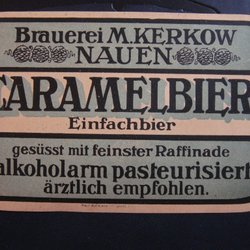 Brauerei M. KERKOW
NAUEN
CARAMELBIER
Einfachbier
gesüsst mit feinster Raffinade
alkoholarm pasteurisiert
ärztlich empfohlen.